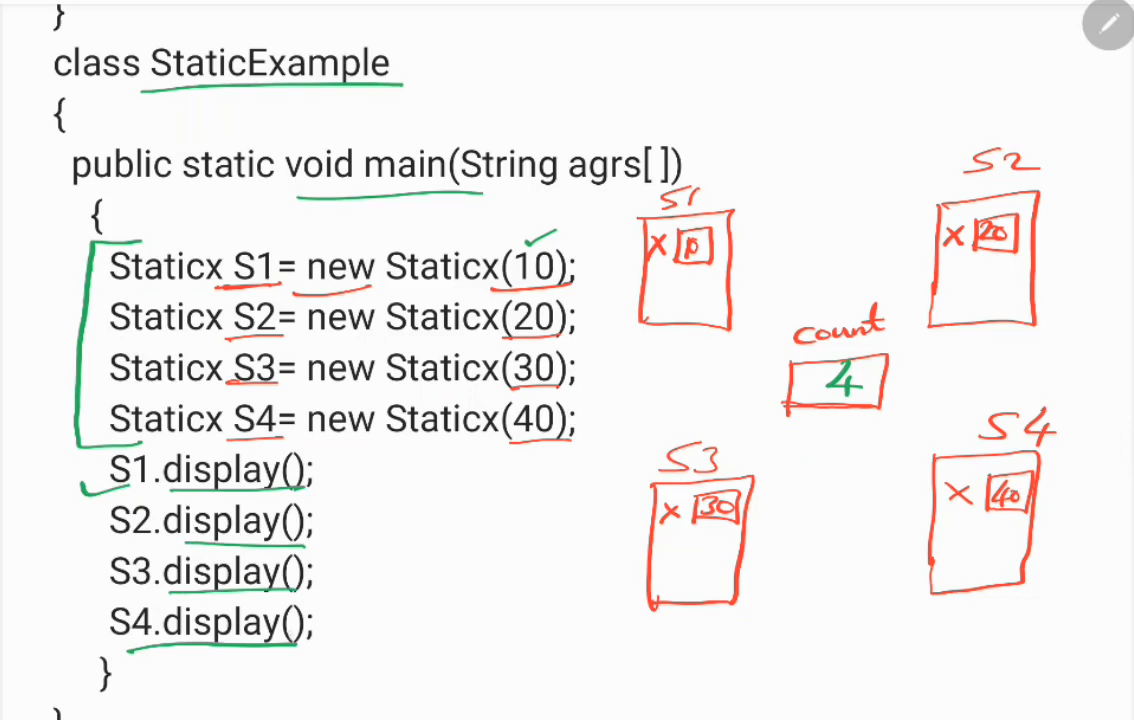 }
class StaticExample
{
public static void main(String agrs[])
{
Staticx S1= new Staticx(10);
Staticx S2= new Staticx(20);
Staticx S3= new Staticx(30);
Staticx S4= new Staticx(40);
S1.display();
S2.display();
S3.display();
S4.display();
}
}
S1
X 10
S2
X 20
count
4
S3
X 30
S4
X 40